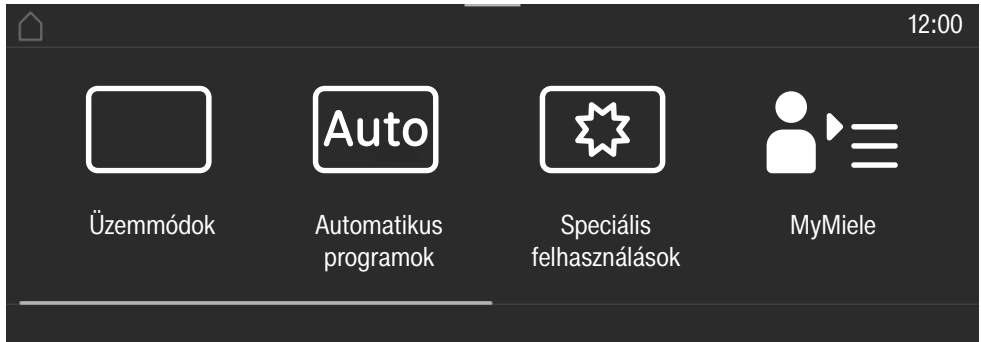 12:00
Auto
Üzemmódok
Automatikus
programok
Speciális
felhasználások
MyMiele